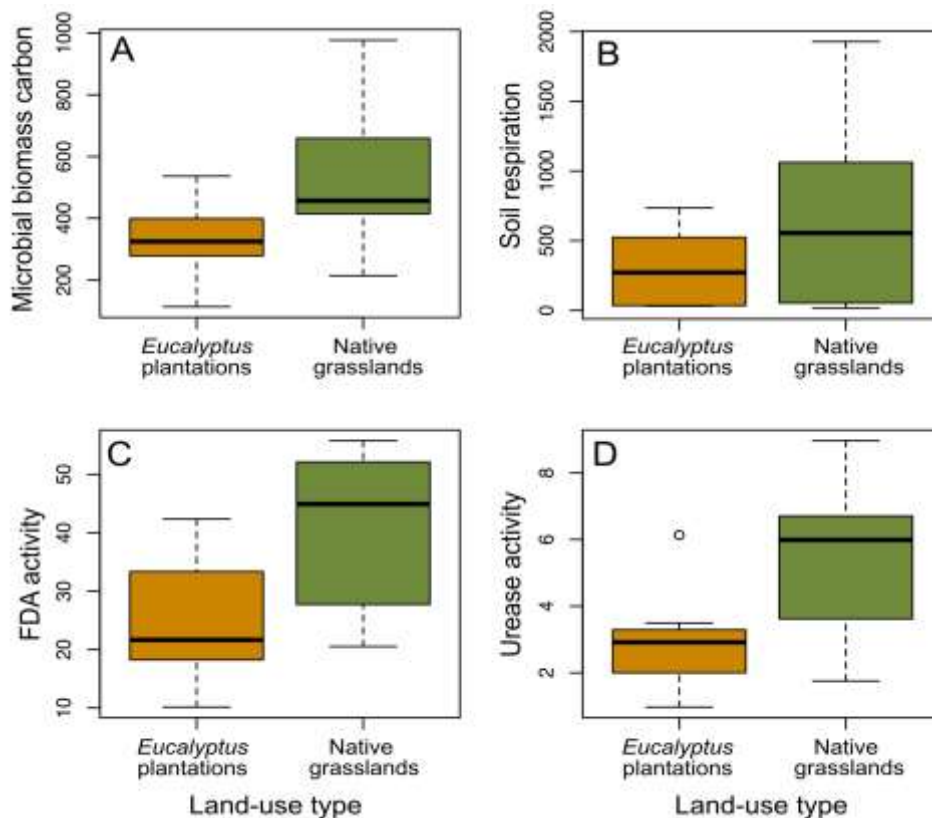 A
Microbial biomass carbon
1000
800
600
400
200
Eucalyptus
plantations
Native
grasslands
B
Soil respiration
2000
1500
1000
500
0
Eucalyptus
plantations
Native
grasslands
C
FDA activity
50
40
30
20
10
Eucalyptus
plantations
Native
grasslands
Land-use type
D
Urease activity
8
6
4
2
Eucalyptus
plantations
Native
grasslands
Land-use type